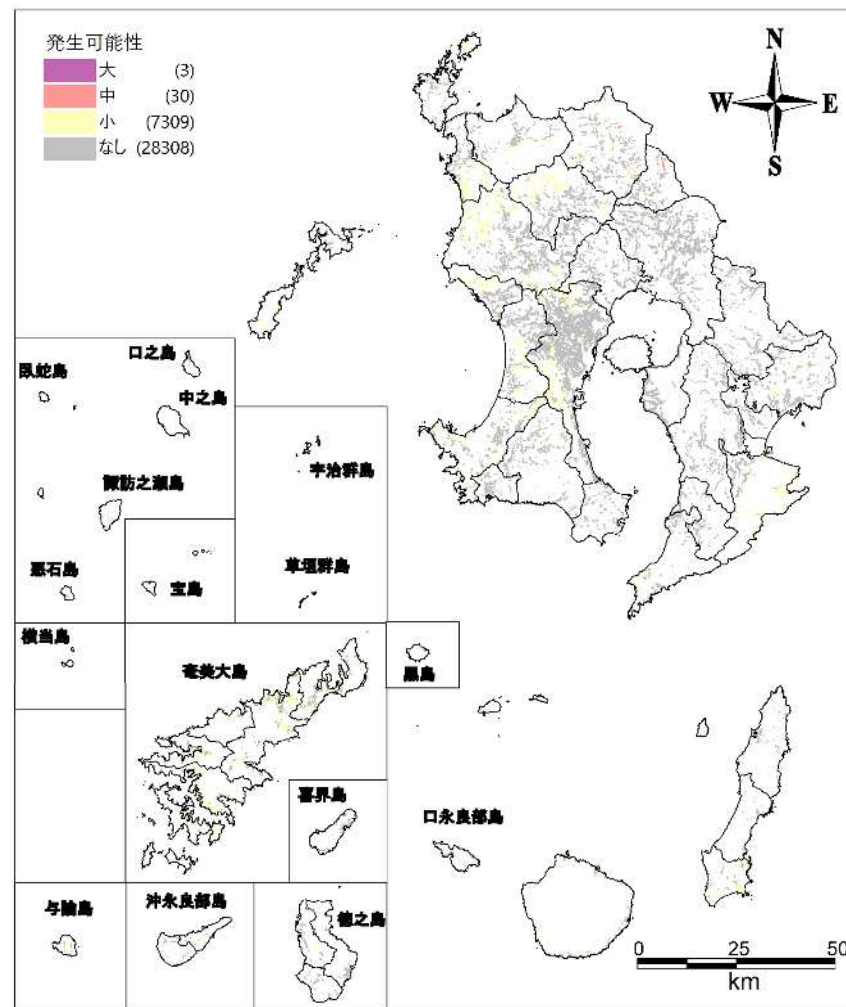 発生可能性
大 (3)
中 (30)
小 (7309)
なし (28308)
N
W E
S
口之島
臥蛇島
中之島
宇治群島
諏訪之瀬島
悪石島
宝島
草垣群島
横当島
奄美大島
黒島
喜界島
口永良部島
与論島
沖永良部島
徳之島
0 25 50
km